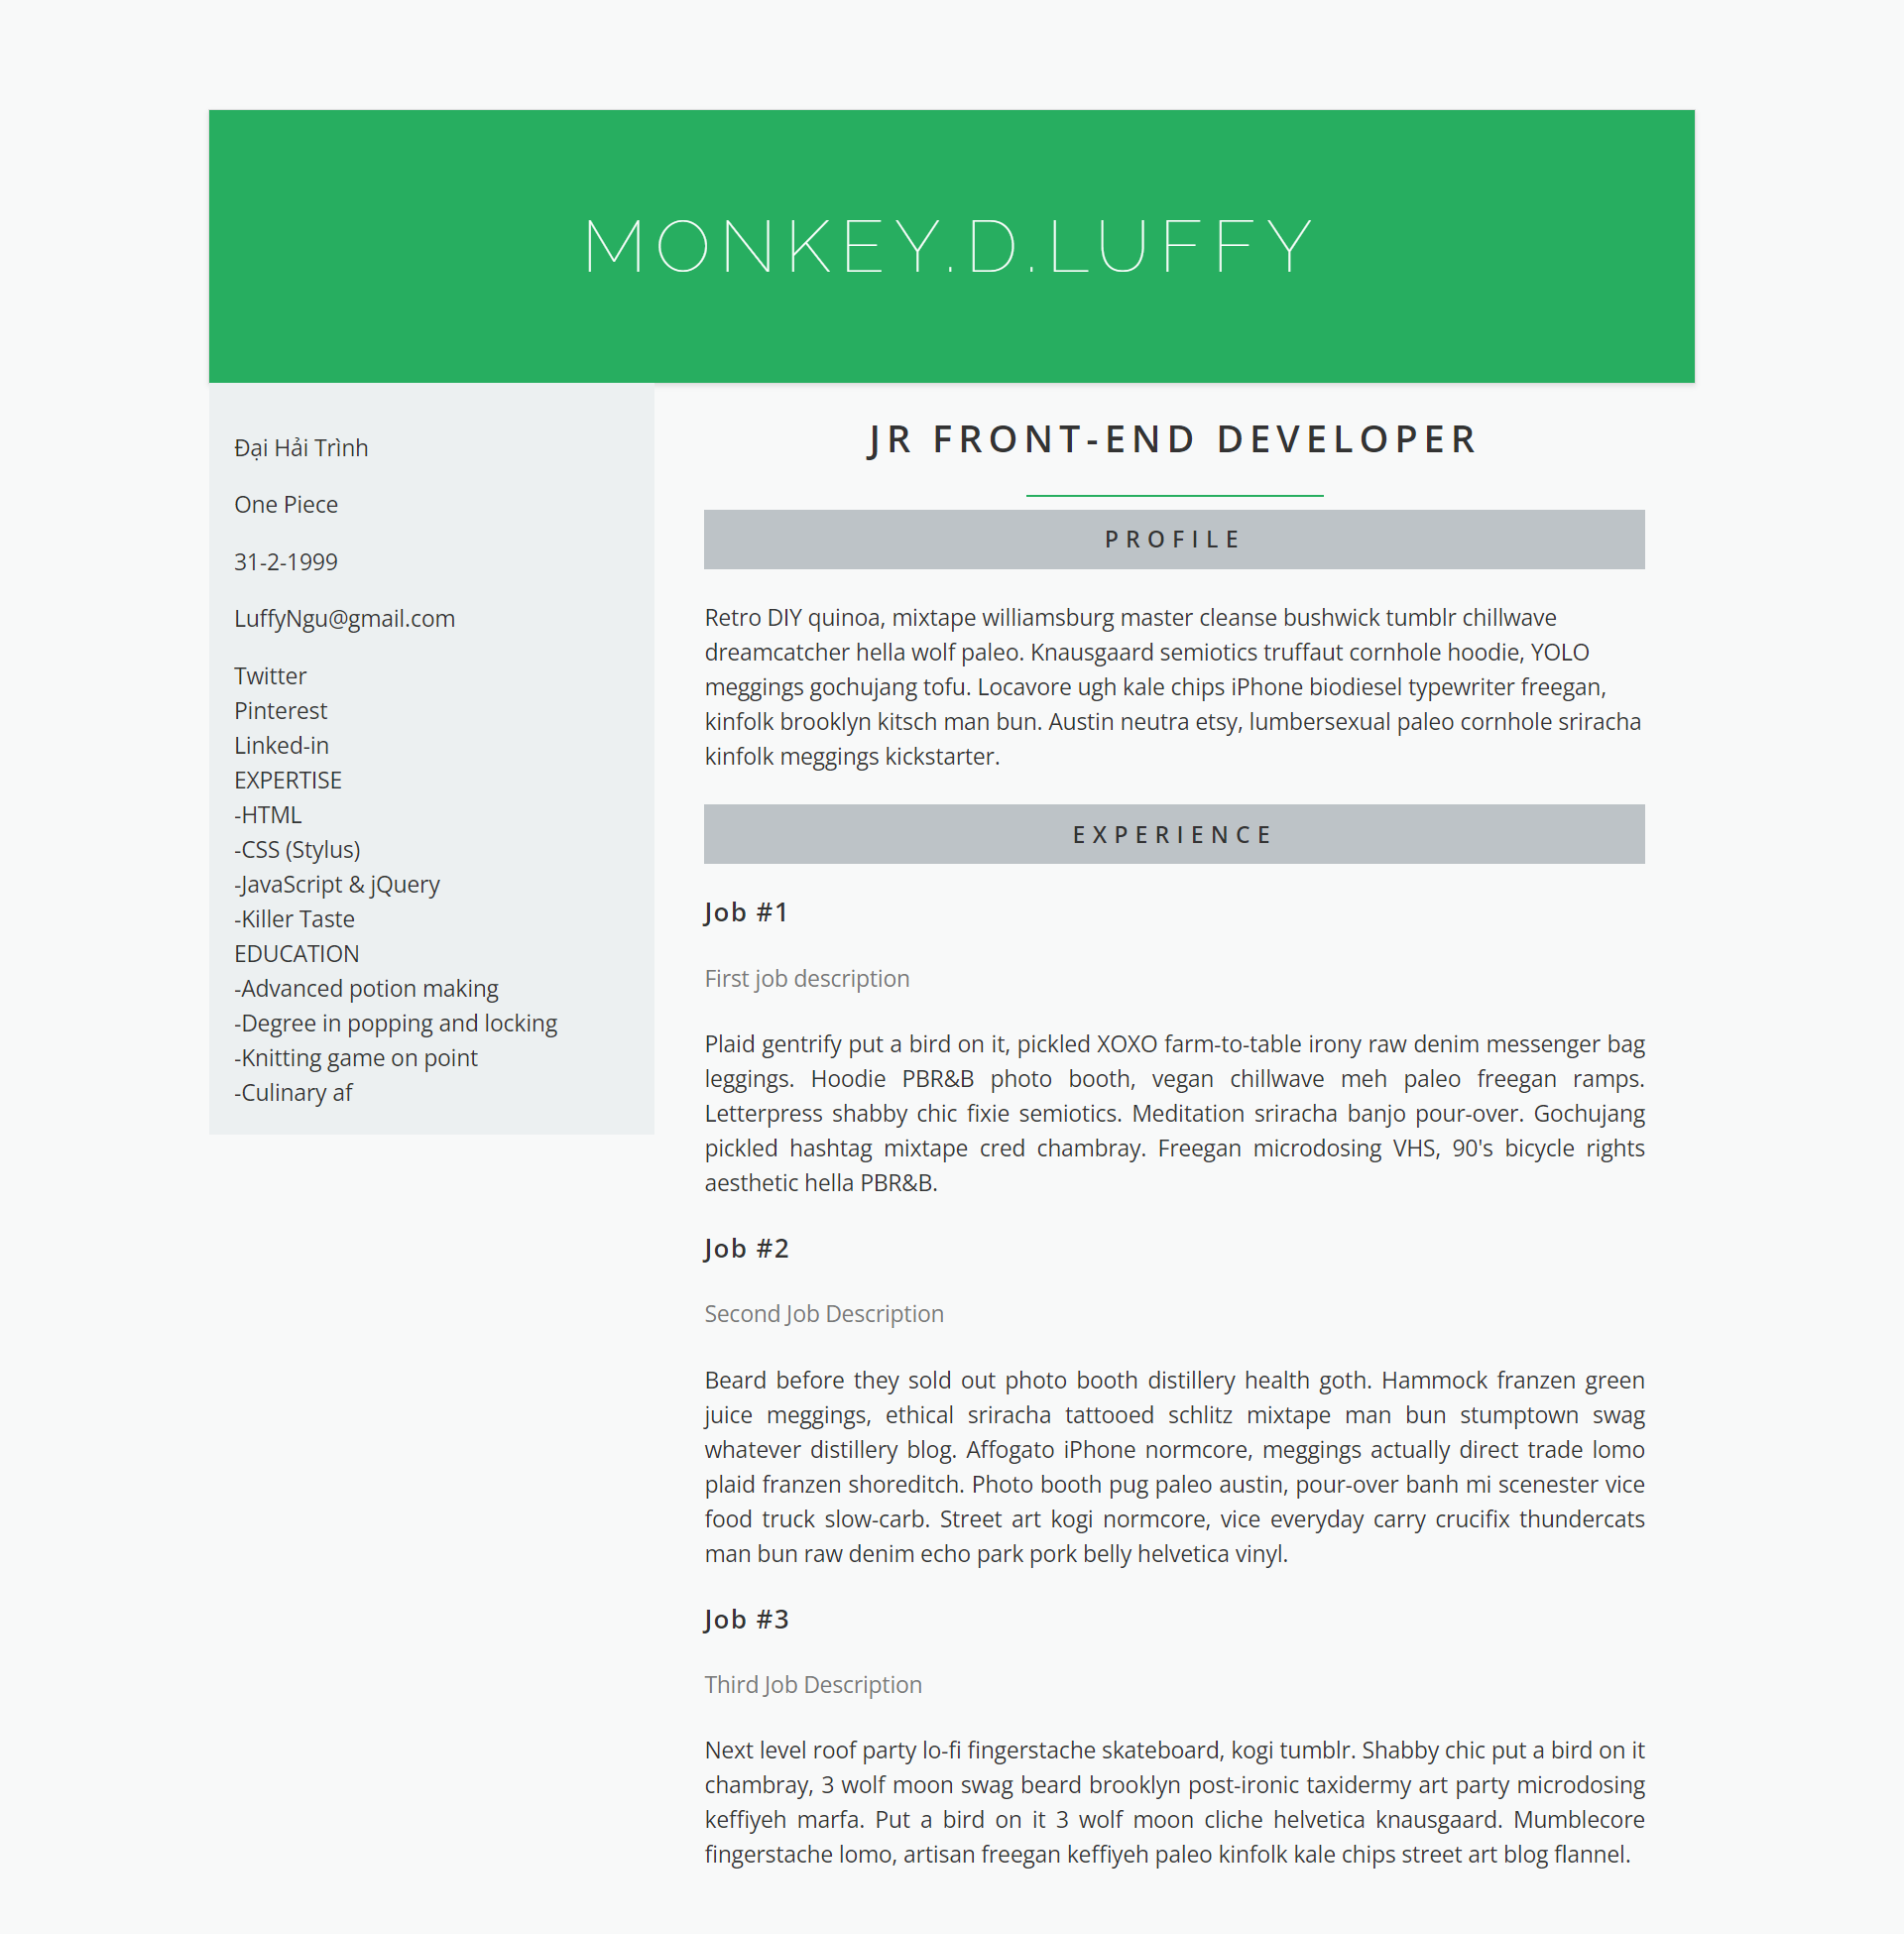 MONKEY.D.LUFFY
Đại Hải Trình
One Piece
31-2-1999
LuffyNgu@gmail.com
Twitter
Pinterest
Linked-in
EXPERTISE
-HTML
-CSS (Stylus)
-JavaScript & jQuery
-Killer Taste
EDUCATION
-Advanced potion making
-Degree in popping and locking
-Knitting game on point
-Culinary af
JR FRONT-END DEVELOPER
PROFILE
Retro DIY quinoa, mixtape williamsburg master cleanse bushwick tumblr chillwave
dreamcatcher hella wolf paleo. Knausgaard semiotics truffaut cornhole hoodie, YOLO
meggings gochujang tofu. Locavore ugh kale chips iPhone biodiesel typewriter freegan,
kinfolk brooklyn kitsch man bun. Austin neutra etsy, lumbersexual paleo cornhole sriracha
kinfolk meggings kickstarter.
EXPERIENCE
Job #1
First job description
Plaid gentrify put a bird on it, pickled XOXO farm-to-table irony raw denim messenger bag
leggings. Hoodie PBR&B photo booth, vegan chillwave meh paleo freegan ramps.
Letterpress shabby chic fixie semiotics. Meditation sriracha banjo pour-over. Gochujang
pickled hashtag mixtape cred chambray. Freegan microdosing VHS, 90's bicycle rights
aesthetic hella PBR&B.
Job #2
Second Job Description
Beard before they sold out photo booth distillery health goth. Hammock franzen green
juice meggings, ethical sriracha tattooed schlitz mixtape man bun stumptown swag
whatever distillery blog. Affogato iPhone normcore, meggings actually direct trade lomo
plaid franzen shoreditch. Photo booth pug paleo austin, pour-over banh mi scenester vice
food truck slow-carb. Street art kogi normcore, vice everyday carry crucifix thundercats
man bun raw denim echo park pork belly helvetica vinyl.
Job #3
Third Job Description
Next level roof party lo-fi fingerstache skateboard, kogi tumblr. Shabby chic put a bird on it
chambray, 3 wolf moon swag beard brooklyn post-ironic taxidermy art party microdosing
keffiyeh marfa. Put a bird on it 3 wolf moon cliche helvetica knausgaard. Mumblecore
fingerstache lomo, artisan freegan keffiyeh paleo kinfolk kale chips street art blog flannel.